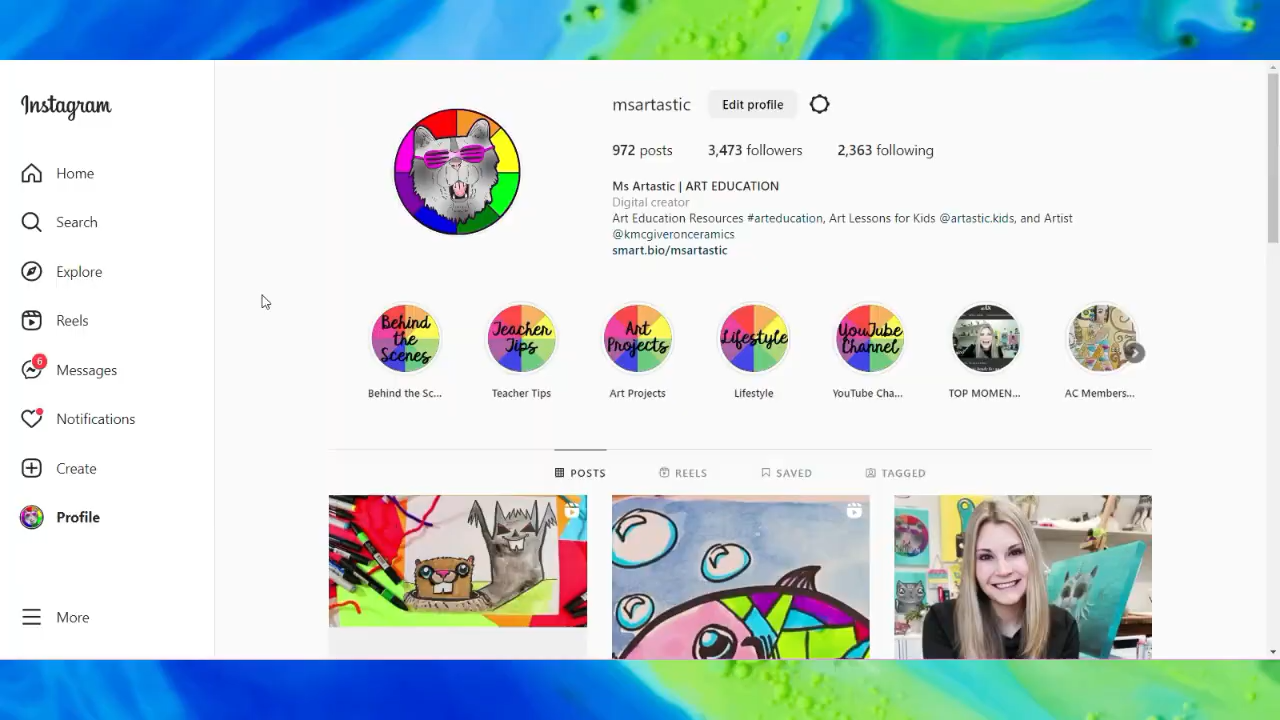 Instagram
Home
Search
Explore
Reels
6
Messages
Notifications
Create
Profile
More
msartastic
Edit profile
972 posts
3,473 followers
2,363 following
Ms Artastic | ART EDUCATION
Digital creator
Art Education Resources #arteducation, Art Lessons for Kids @artastic.kids, and Artist
@kmcgiveronceramics
smart.bio/msartastic
Behind
the
Scenes
Teacher
Tips
Art
Projects
Lifestyle
YouTube
Channel
Behind the Sc...
Teacher Tips
Art Projects
Lifestyle
YouTube Cha...
TOP MOMEN...
AC Members...
POSTS
REELS
SAVED
TAGGED